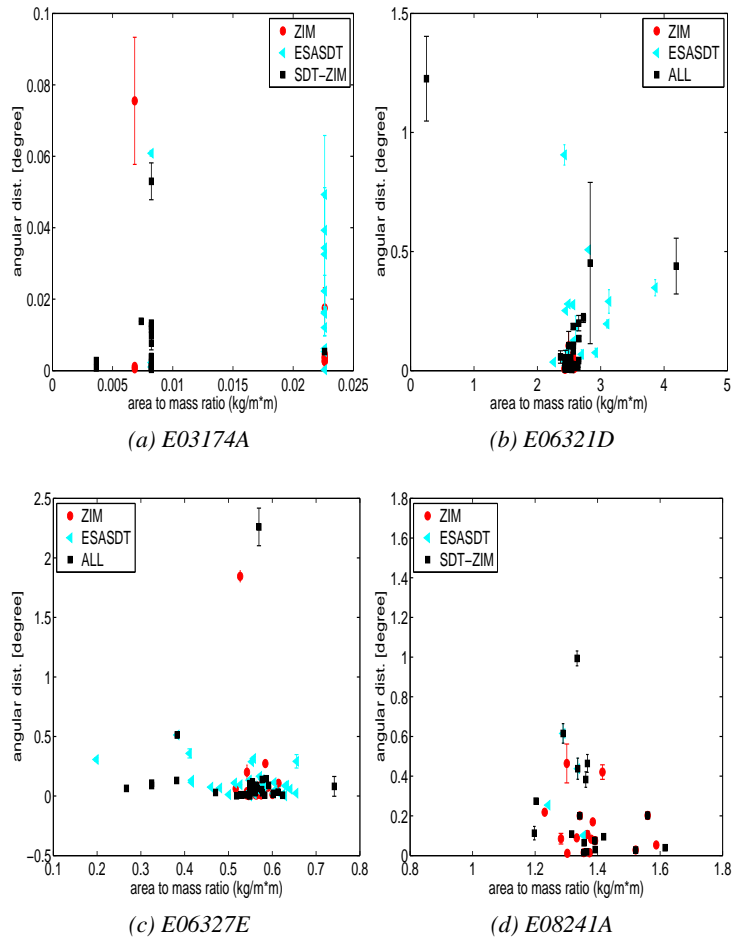 0.1
0.08
0.06
0.04
0.02
0
angular dist. [degree]
ZIM
ESASDT
SDT-ZIM
0 0.005 0.01 0.015 0.02 0.025
area to mass ratio (kg/m*m)
(a) E03174A
1.5
1
0.5
0
angular dist. [degree]
ZIM
ESASDT
ALL
0 1 2 3 4 5
area to mass ratio (kg/m*m)
(b) E06321D
2.5
2
1.5
1
0.5
0
−0.5
angular dist. [degree]
ZIM
ESASDT
ALL
0.1 0.2 0.3 0.4 0.5 0.6 0.7 0.8
area to mass ratio (kg/m*m)
(c) E06327E
1.8
1.6
1.4
1.2
1
0.8
0.6
0.4
0.2
0
angular dist. [degree]
ZIM
ESASDT
SDT-ZIM
0.8 1 1.2 1.4 1.6 1.8
area to mass ratio (kg/m*m)
(d) E08241A